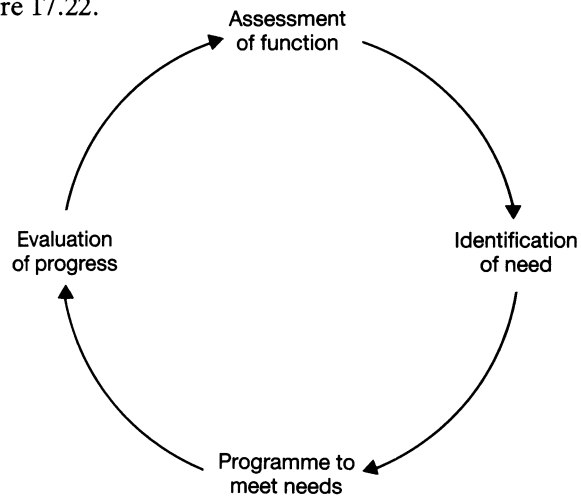 re 17.22.
Assessment
of function
Identification
of need
Programme to
meet needs
Evaluation
of progress